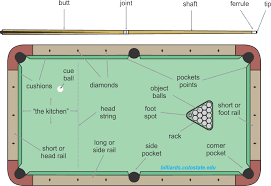 butt
joint
shaft
ferrule
tip
cushions
cue
ball
diamonds
pockets
points
object
balls
"the kitchen"
head
string
foot
spot
short or
foot rail
rack
short or
head rail
long or
side rail
side
pocket
corner
pocket
billiards.colostate.edu